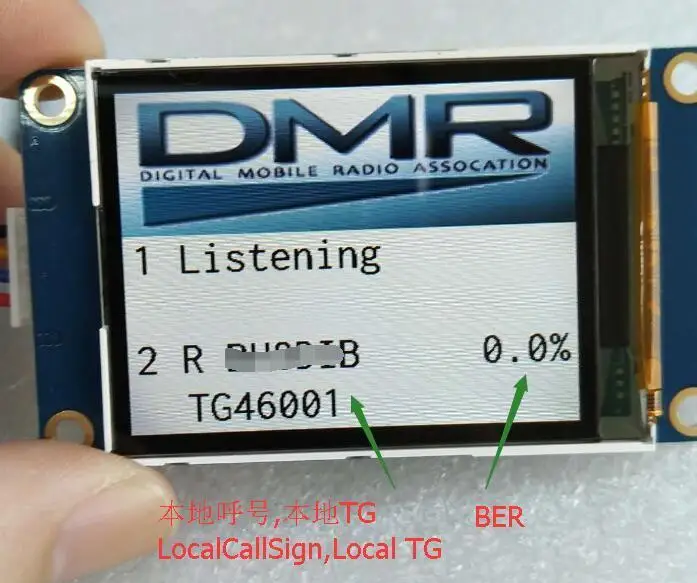 DMR
DIGITAL MOBILE RADIO ASSOCATION
1 Listening
2 R 0.0%
TG46001
本地呼号,本地TG BER
LocalCallSign,Local TG